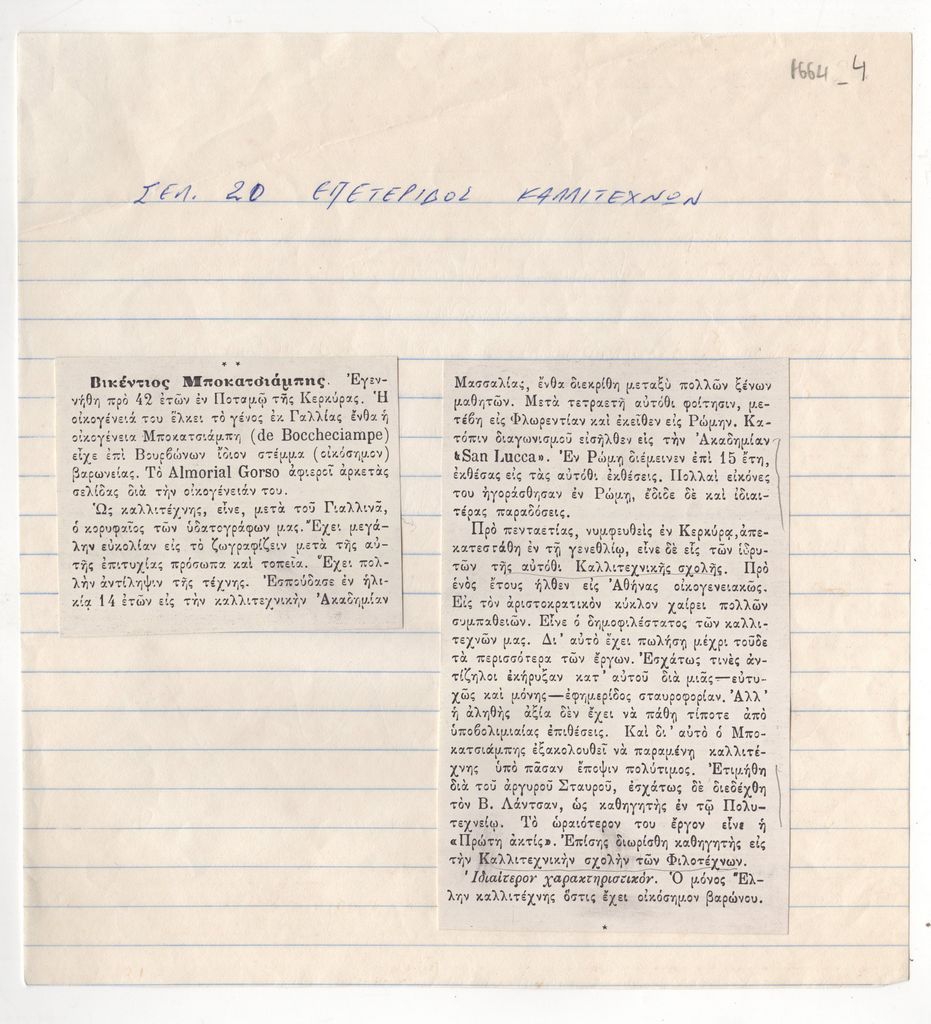 1664_4
ΣΕΛ. 20 ΕΠΕΤΕΡΙΔΟΣ ΚΑΛΛΙΤΕΧΝΩΝ
* *
Βικέντιος Μποκατσιάμπης. Ἐγεν-
νήθη πρὸ 42 ἐτῶν ἐν Ποταμῷ τῆς Κερκύρας. Ἡ
οἰκογένειά του ἕλκει τὸ γένος ἐκ Γαλλίας ἔνθα ἡ
οἰκογένεια Μποκατσιάμπη (de Boccheciampe)
εἶχε ἐπὶ Βουρβώνων ἴδιον στέμμα (οἰκόσημον)
βαρωνείας. Τὸ Almorial Gorso ἀφιεροῖ ἀρκετὰς
σελίδας διὰ τὴν οἰκογένειάν του.
Ὡς καλλιτέχνης, εἶνε, μετὰ τοῦ Γιαλλινᾶ,
ὁ κορυφαῖος τῶν ὑδατογράφων μας. Ἔχει μεγά-
λην εὐκολίαν εἰς τὸ ζωγραφίζειν μετὰ τῆς αὐ-
τῆς ἐπιτυχίας πρόσωπα καὶ τοπεῖα. Ἔχει πολ-
λὴν ἀντίληψιν τῆς τέχνης. Ἐσπούδασε ἐν ἡλι-
κίᾳ 14 ἐτῶν εἰς τὴν καλλιτεχνικὴν Ἀκαδημίαν
Μασσαλίας, ἔνθα διεκρίθη μεταξὺ πολλῶν ξένων
μαθητῶν. Μετὰ τετραετῆ αὐτόθι φοίτησιν, με-
τέβη εἰς Φλωρεντίαν καὶ ἐκεῖθεν εἰς Ρώμην. Κα-
τόπιν διαγωνισμοῦ εἰσῆλθεν εἰς τὴν Ἀκαδημίαν
«San Lucca». Ἐν Ρώμῃ διέμεινεν ἐπὶ 15 ἔτη,
ἐκθέσας εἰς τὰς αὐτόθι ἐκθέσεις. Πολλαὶ εἰκόνες
του ἠγοράσθησαν ἐν Ρώμῃ, ἔδιδε δὲ καὶ ἰδιαι-
τέρας παραδόσεις.
Πρὸ πενταετίας, νυμφευθεὶς ἐν Κερκύρᾳ, ἀπε-
κατεστάθη ἐν τῇ γενεθλίῳ, εἶνε δὲ εἷς τῶν ἱδρυ-
τῶν τῆς αὐτόθι Καλλιτεχνικῆς σχολῆς. Πρὸ
ἑνὸς ἔτους ἦλθεν εἰς Ἀθήνας οἰκογενειακῶς.
Εἰς τὸν ἀριστοκρατικὸν κύκλον χαίρει πολλῶν
συμπαθειῶν. Εἶνε ὁ δημοφιλέστατος τῶν καλλι-
τεχνῶν μας. Δι' αὐτὸ ἔχει πωλήση μέχρι τοῦδε
τὰ περισσότερα τῶν ἔργων. Ἐσχάτως τινὲς ἀν-
τίζηλοι ἐκήρυξαν κατ' αὐτοῦ διὰ μιᾶς—εὐτυ-
χῶς καὶ μόνης—ἐφημερίδος σταυροφορίαν. Ἀλλ'
ἡ ἀληθὴς ἀξία δὲν ἔχει νὰ πάθῃ τίποτε ἀπὸ
ὑποβολιμιαίας ἐπιθέσεις. Καὶ δι' αὐτὸ ὁ Μπο-
κατσιάμπης ἐξακολουθεῖ νὰ παραμένῃ καλλιτέ-
χνης ὑπὸ πᾶσαν ἔποψιν πολύτιμος. Ἐτιμήθη
διὰ τοῦ ἀργυροῦ Σταυροῦ, ἐσχάτως δὲ διεδέχθη
τὸν Β. Λάντσαν, ὡς καθηγητὴς ἐν τῷ Πολυ-
τεχνείῳ. Τὸ ὡραιότερον του ἔργον εἶνε ἡ
«Πρώτη ἀκτίς». Ἐπίσης διωρίσθη καθηγητὴς εἰς
τὴν Καλλιτεχνικὴν σχολὴν τῶν Φιλοτέχνων.
Ἰδιαίτερον χαρακτηριστικόν. Ὁ μόνος Ἕλ-
λην καλλιτέχνης ὅστις ἔχει οἰκόσημον βαρώνου.
*